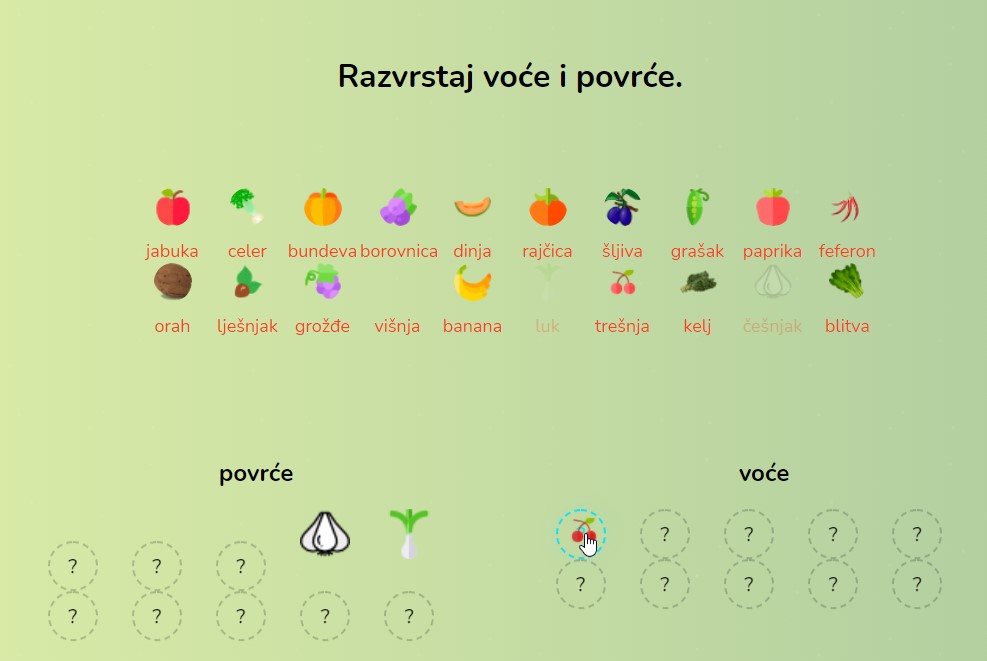 Razvrstaj voće i povrće.
jabuka celer bundeva borovnica dinja rajčica šljiva grašak paprika feferon
orah lješnjak grožđe višnja banana luk trešnja kelj češnjak blitva
povrće voće
? ? ? ?
? ? ? ? ? ? ? ?
? ? ? ? ?